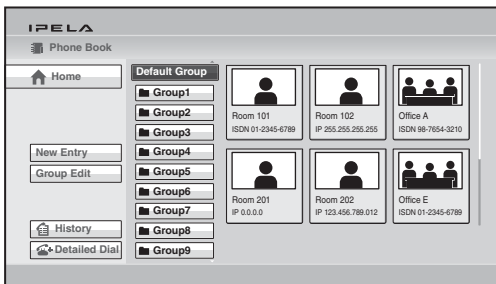 IPELA
Phone Book
Home
New Entry
Group Edit
History
Detailed Dial
Default Group
Group1
Group2
Group3
Group4
Group5
Group6
Group7
Group8
Group9
Room 101
ISDN 01-2345-6789
Room 102
IP 255.255.255.255
Office A
ISDN 98-7654-3210
Room 201
IP 0.0.0.0
Room 202
IP 123.456.789.012
Office E
ISDN 01-2345-6789